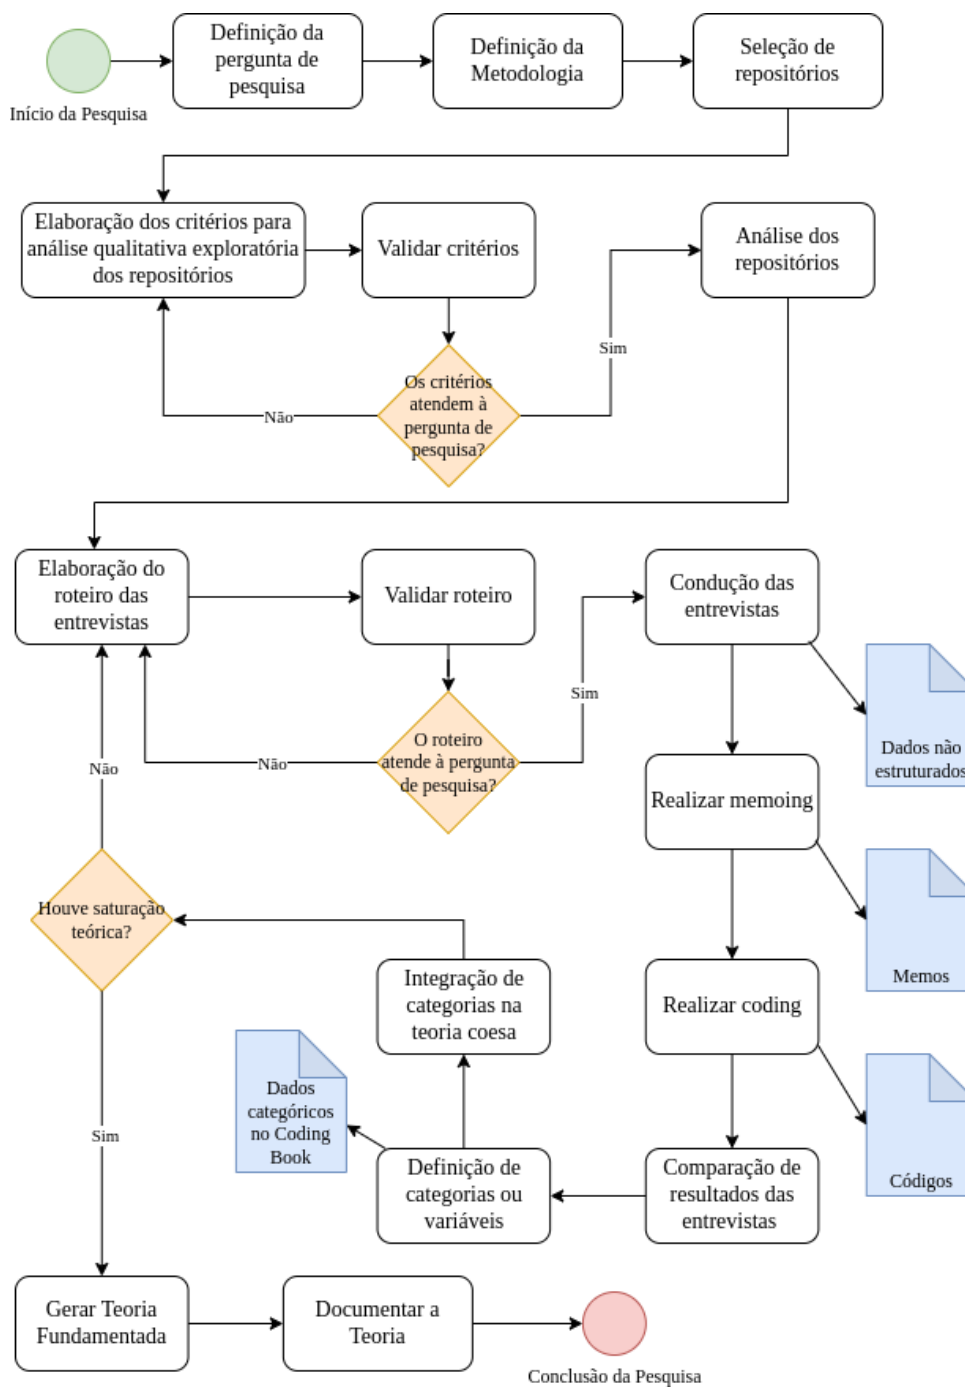 Definição da
pergunta de
pesquisa
Definição da
Metodologia
Seleção de
repositórios
Início da Pesquisa
Elaboração dos critérios para
análise qualitativa exploratória
dos repositórios
Validar critérios
Análise dos
repositórios
Sim
Os critérios
atendem à
pergunta de
pesquisa?
Não
Elaboração do
roteiro das
entrevistas
Validar roteiro
Condução das
entrevistas
Sim
O roteiro
atende à pergunta
de pesquisa?
Não
Não
Dados não
estruturados
Realizar memoing
Houve saturação
teórica?
Memos
Integração de
categorias na
teoria coesa
Realizar coding
Dados
categóricos
no Coding
Book
Sim
Definição de
categorias ou
variáveis
Comparação de
resultados das
entrevistas
Códigos
Gerar Teoria
Fundamentada
Documentar a
Teoria
Conclusão da Pesquisa